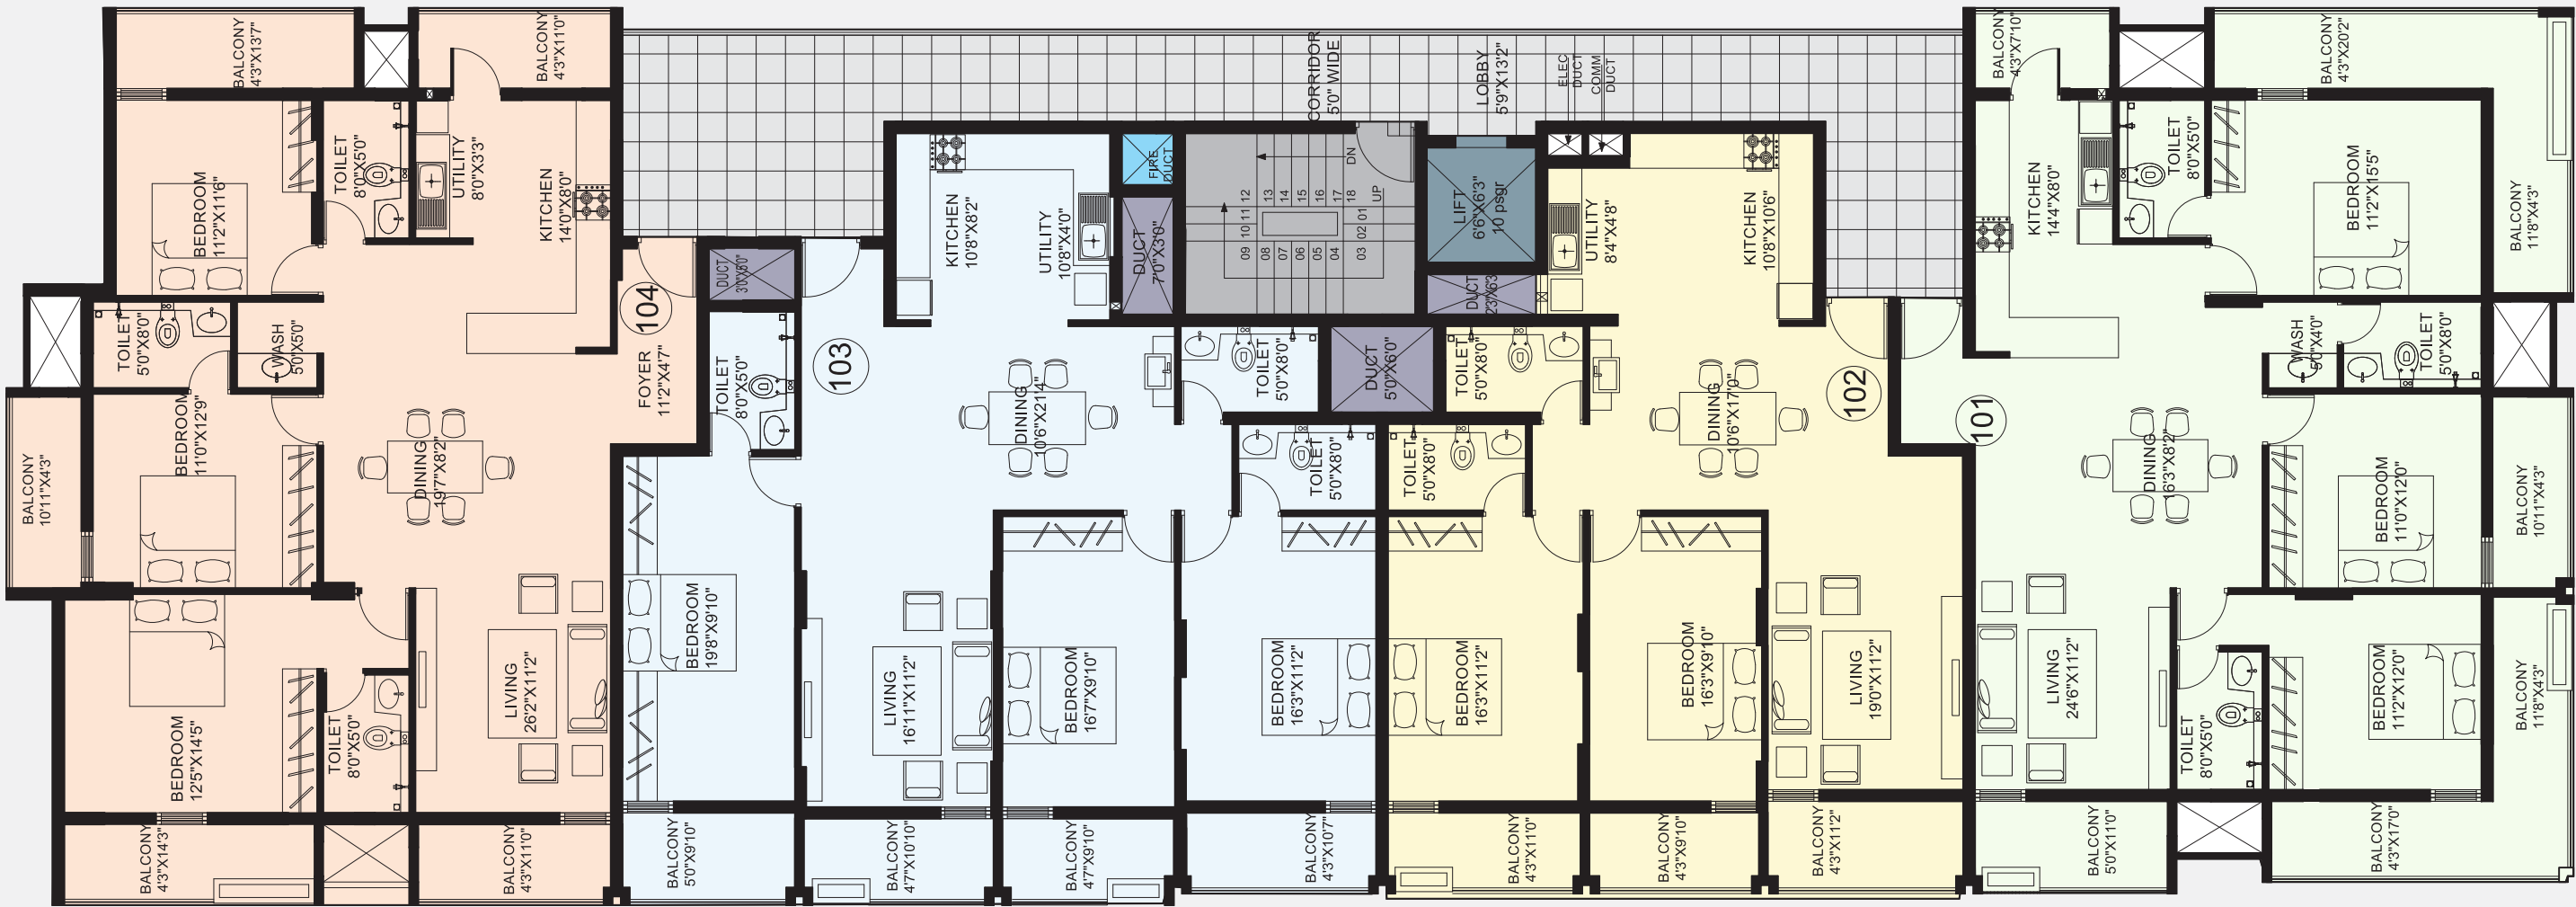 BALCONY
4'3"X13'7"
BALCONY
4'3"X11'0"
BEDROOM
11'2"X11'6"
TOILET
8'0"X5'0"
UTILITY
8'0"X3'3"
KITCHEN
14'0"X8'0"
TOILET
5'0"X8'0"
WASH
5'0"X5'0"
104
FOYER
11'2"X4'7"
BALCONY
10'11"X4'3"
BEDROOM
11'0"X12'9"
DINING
19'7"X8'2"
BEDROOM
12'5"X14'5"
TOILET
8'0"X5'0"
LIVING
26'2"X11'2"
BALCONY
4'3"X14'3"
BALCONY
4'3"X11'0"
DUCT
3'0"X5'0"
103
TOILET
8'0"X5'0"
KITCHEN
10'8"X8'2"
UTILITY
10'8"X4'0"
DINING
10'6"X21'4"
TOILET
5'0"X8'0"
TOILET
5'0"X8'0"
BEDROOM
19'8"X9'10"
LIVING
16'11"X11'2"
BEDROOM
16'7"X9'10"
BEDROOM
16'3"X11'2"
BALCONY
5'0"X9'10"
BALCONY
4'7"X10'10"
BALCONY
4'7"X9'10"
BALCONY
4'3"X10'7"
FIRE
DUCT
DUCT
7'0"X3'0"
CORRIDOR
5'0" WIDE
DN
UP
09 10 11 12
08 13
07 14
06 15
05 16
04 17
03 02 01 18
LOBBY
5'9"X13'2"
ELEC
DUCT
COMM
DUCT
LIFT
6'6"X6'3"
10 psgr
DUCT
2'3"X6'3
DUCT
5'0"X6'0"
UTILITY
8'4"X4'8"
KITCHEN
10'8"X10'6"
TOILET
5'0"X8'0"
TOILET
5'0"X8'0"
DINING
10'6"X17'0"
102
BEDROOM
16'3"X11'2"
BEDROOM
16'3"X9'10"
LIVING
19'0"X11'2"
BALCONY
4'3"X11'0"
BALCONY
4'3"X9'10"
BALCONY
4'3"X11'2"
BALCONY
4'3"X7'10"
BALCONY
4'3"X20'2"
KITCHEN
14'4"X8'0"
TOILET
8'0"X5'0"
BEDROOM
11'2"X15'5"
BALCONY
11'8"X4'3"
WASH
5'0"X4'0"
TOILET
5'0"X8'0"
101
DINING
16'3"X8'2"
BEDROOM
11'0"X12'0"
BALCONY
10'11"X4'3"
LIVING
24'6"X11'2"
TOILET
8'0"X5'0"
BEDROOM
11'2"X12'0"
BALCONY
11'8"X4'3"
BALCONY
5'0"X11'0"
BALCONY
4'3"X17'0"